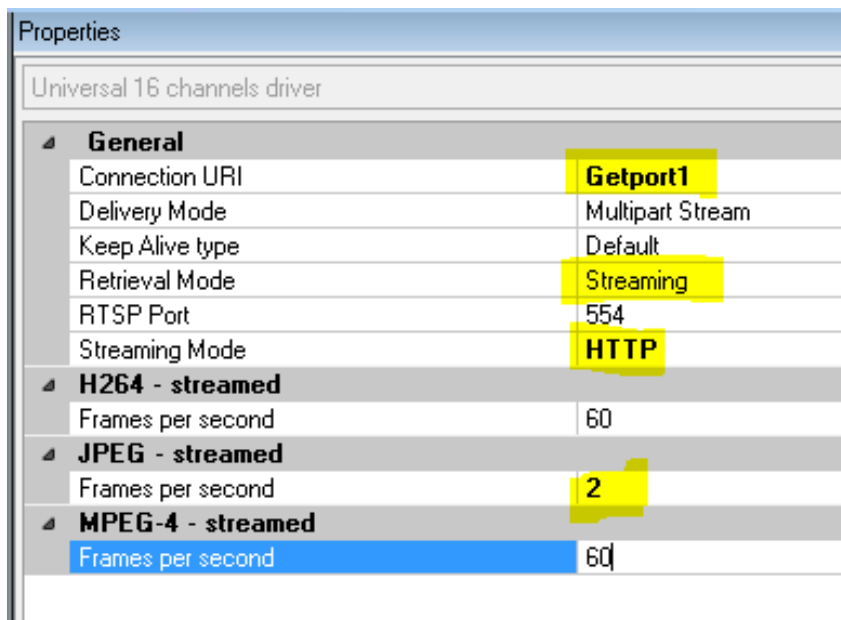 Properties
Universal 16 channels driver
General
Connection URI Getport1
Delivery Mode Multipart Stream
Keep Alive type Default
Retrieval Mode Streaming
RTSP Port 554
Streaming Mode HTTP
H264 - streamed
Frames per second 60
JPEG - streamed
Frames per second 2
MPEG-4 - streamed
Frames per second 60